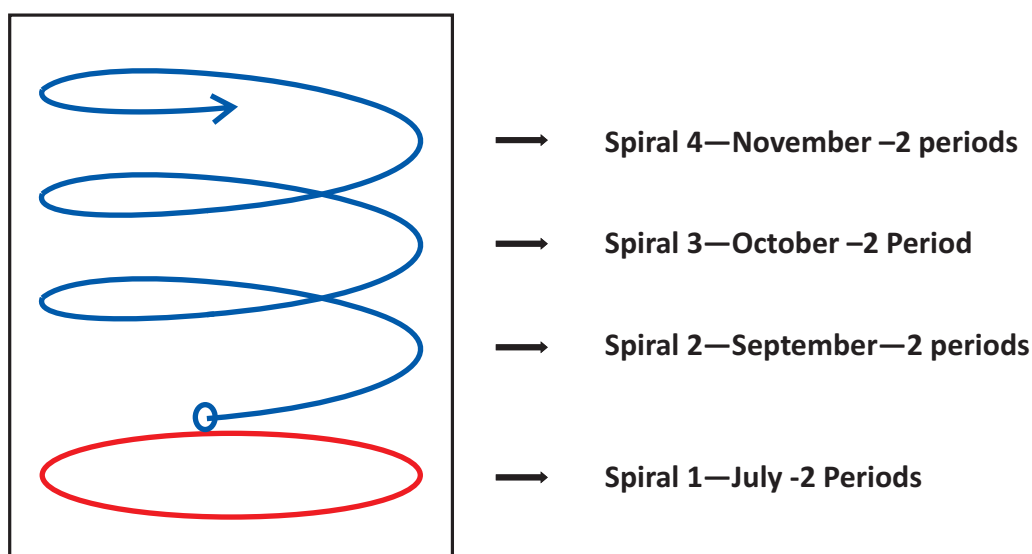 Spiral 4—November –2 periods
Spiral 3—October –2 Period
Spiral 2—September—2 periods
Spiral 1—July -2 Periods